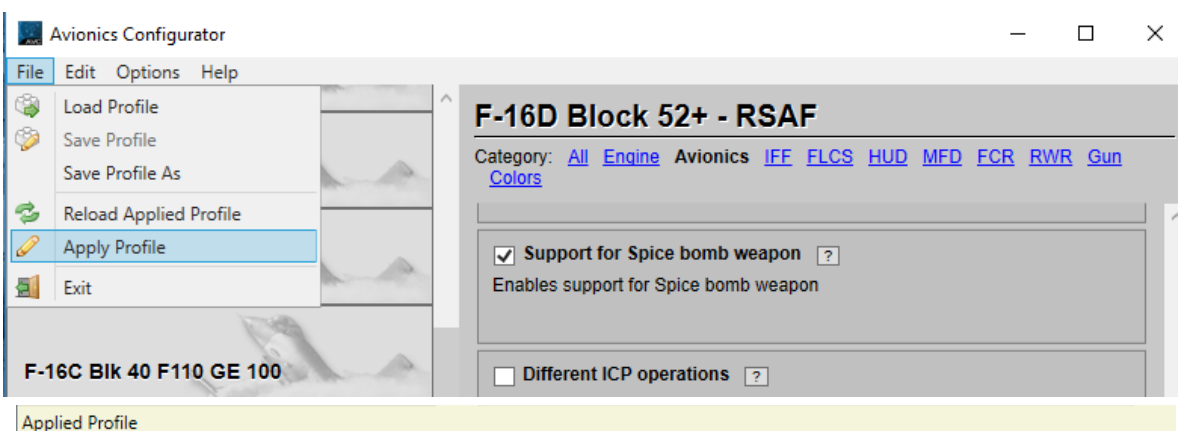 Avionics Configurator
File Edit Options Help
Load Profile
Save Profile
Save Profile As
Reload Applied Profile
Apply Profile
Exit
F-16C Blk 40 F110 GE 100
F-16D Block 52+ - RSAF
Category: All Engine Avionics IFF FLCS HUD MFD FCR RWR Gun
Colors
Support for Spice bomb weapon ?
Enables support for Spice bomb weapon
Different ICP operations ?
Applied Profile